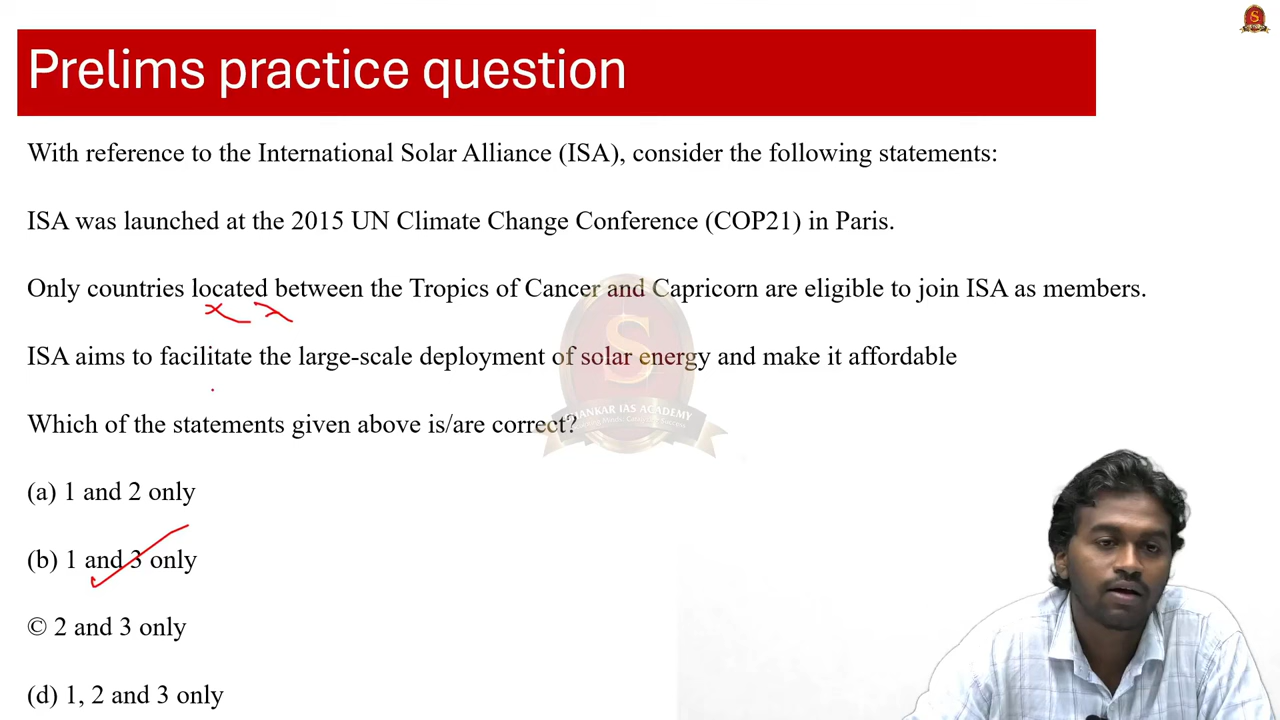 Prelims practice question
With reference to the International Solar Alliance (ISA), consider the following statements:
ISA was launched at the 2015 UN Climate Change Conference (COP21) in Paris.
Only countries located between the Tropics of Cancer and Capricorn are eligible to join ISA as members.
ISA aims to facilitate the large-scale deployment of solar energy and make it affordable
Which of the statements given above is/are correct?
(a) 1 and 2 only
(b) 1 and 3 only
© 2 and 3 only
(d) 1, 2 and 3 only
S
S
IAS ACADEMY